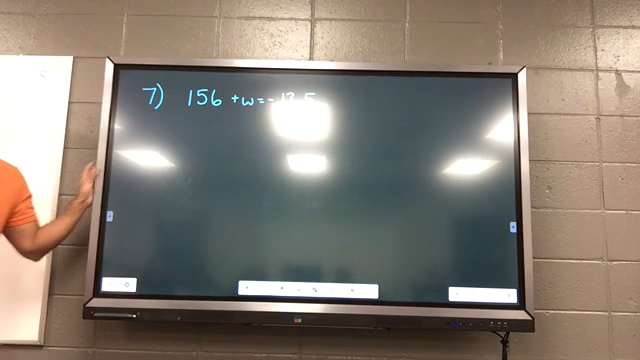 7) 156 + w = -